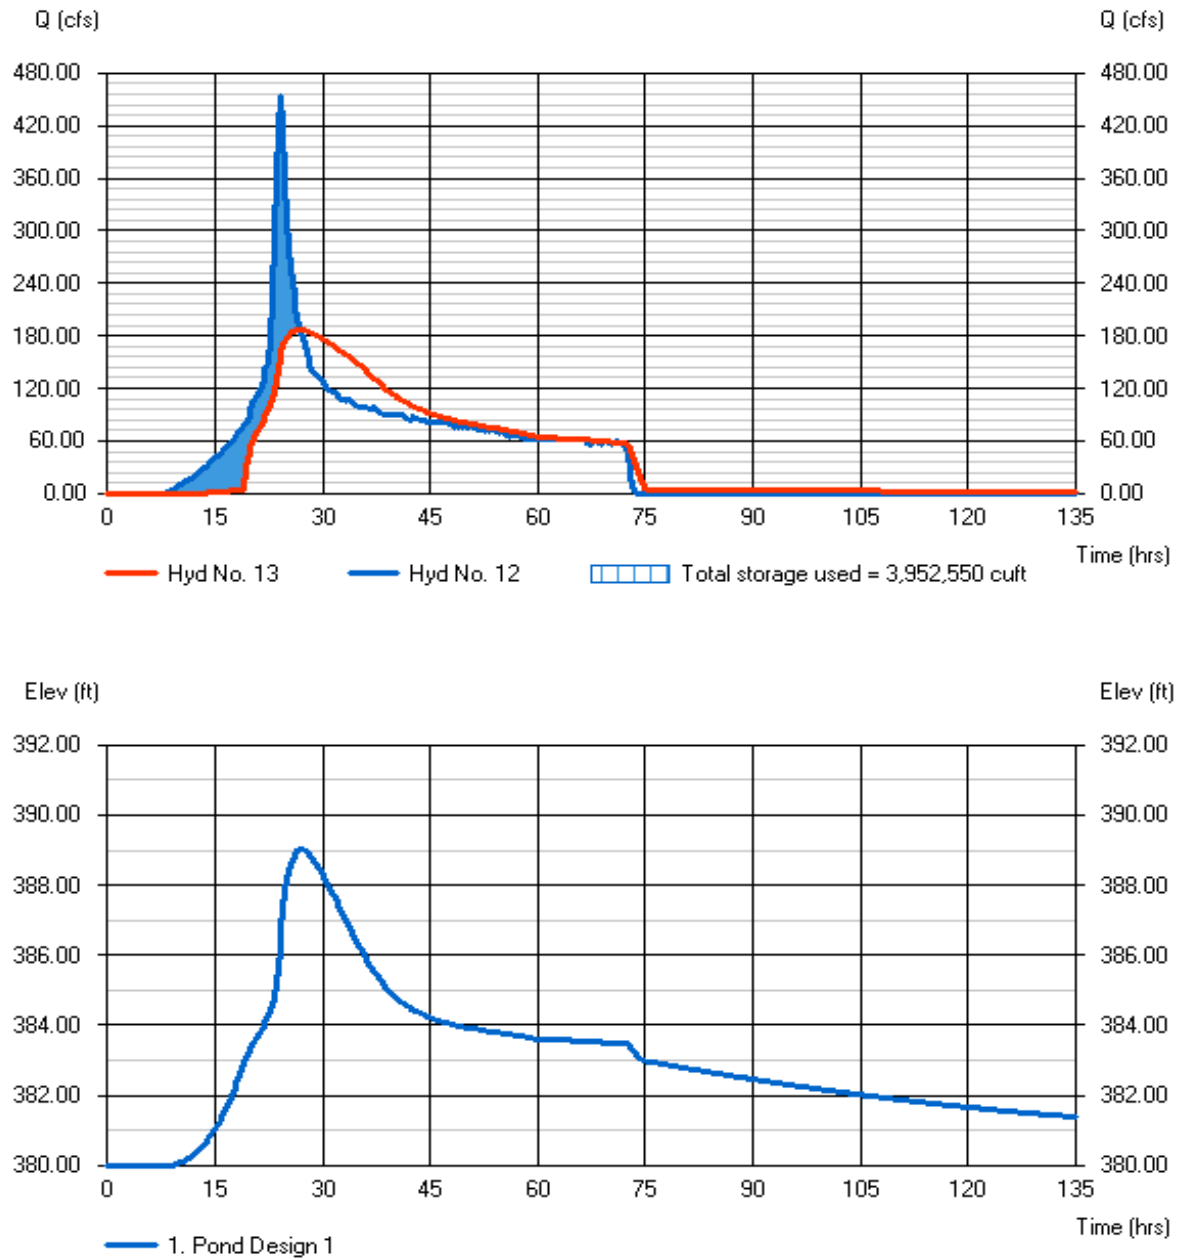 Q (cfs) Q (cfs)
480.00 480.00
420.00 420.00
360.00 360.00
300.00 300.00
240.00 240.00
180.00 180.00
120.00 120.00
60.00 60.00
0.00 0.00
0 15 30 45 60 75 90 105 120 135
Time (hrs)
Hyd No. 13 Hyd No. 12 Total storage used = 3,952,550 cuft
Elev (ft) Elev (ft)
392.00 392.00
390.00 390.00
388.00 388.00
386.00 386.00
384.00 384.00
382.00 382.00
380.00 380.00
0 15 30 45 60 75 90 105 120 135
Time (hrs)
1. Pond Design 1